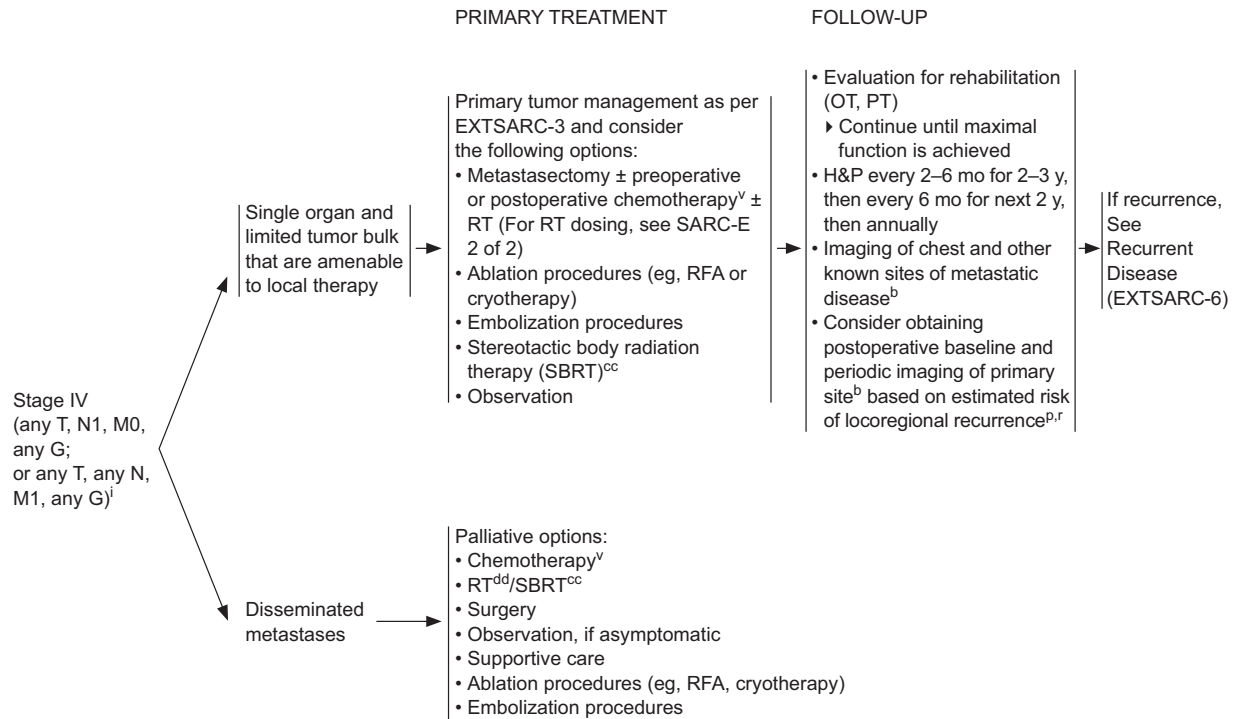 PRIMARY TREATMENT
FOLLOW-UP
Stage IV
(any T, N1, M0,
any G;
or any T, any N,
M1, any G)ⁱ
Single organ and
limited tumor bulk
that are amenable
to local therapy
Primary tumor management as per
EXTSARC-3 and consider
the following options:
• Metastasectomy ± preoperative
or postoperative chemotherapyᵛ ±
RT (For RT dosing, see SARC-E
2 of 2)
• Ablation procedures (eg, RFA or
cryotherapy)
• Embolization procedures
• Stereotactic body radiation
therapy (SBRT)ᶜᶜ
• Observation
• Evaluation for rehabilitation
(OT, PT)
▸ Continue until maximal
function is achieved
• H&P every 2–6 mo for 2–3 y,
then every 6 mo for next 2 y,
then annually
• Imaging of chest and other
known sites of metastatic
diseaseᵇ
• Consider obtaining
postoperative baseline and
periodic imaging of primary
siteᵇ based on estimated risk
of locoregional recurrenceᵖ,ʳ
If recurrence,
See
Recurrent
Disease
(EXTSARC-6)
Disseminated
metastases
Palliative options:
• Chemotherapyᵛ
• RTᵈᵈ/SBRTᶜᶜ
• Surgery
• Observation, if asymptomatic
• Supportive care
• Ablation procedures (eg, RFA, cryotherapy)
• Embolization procedures